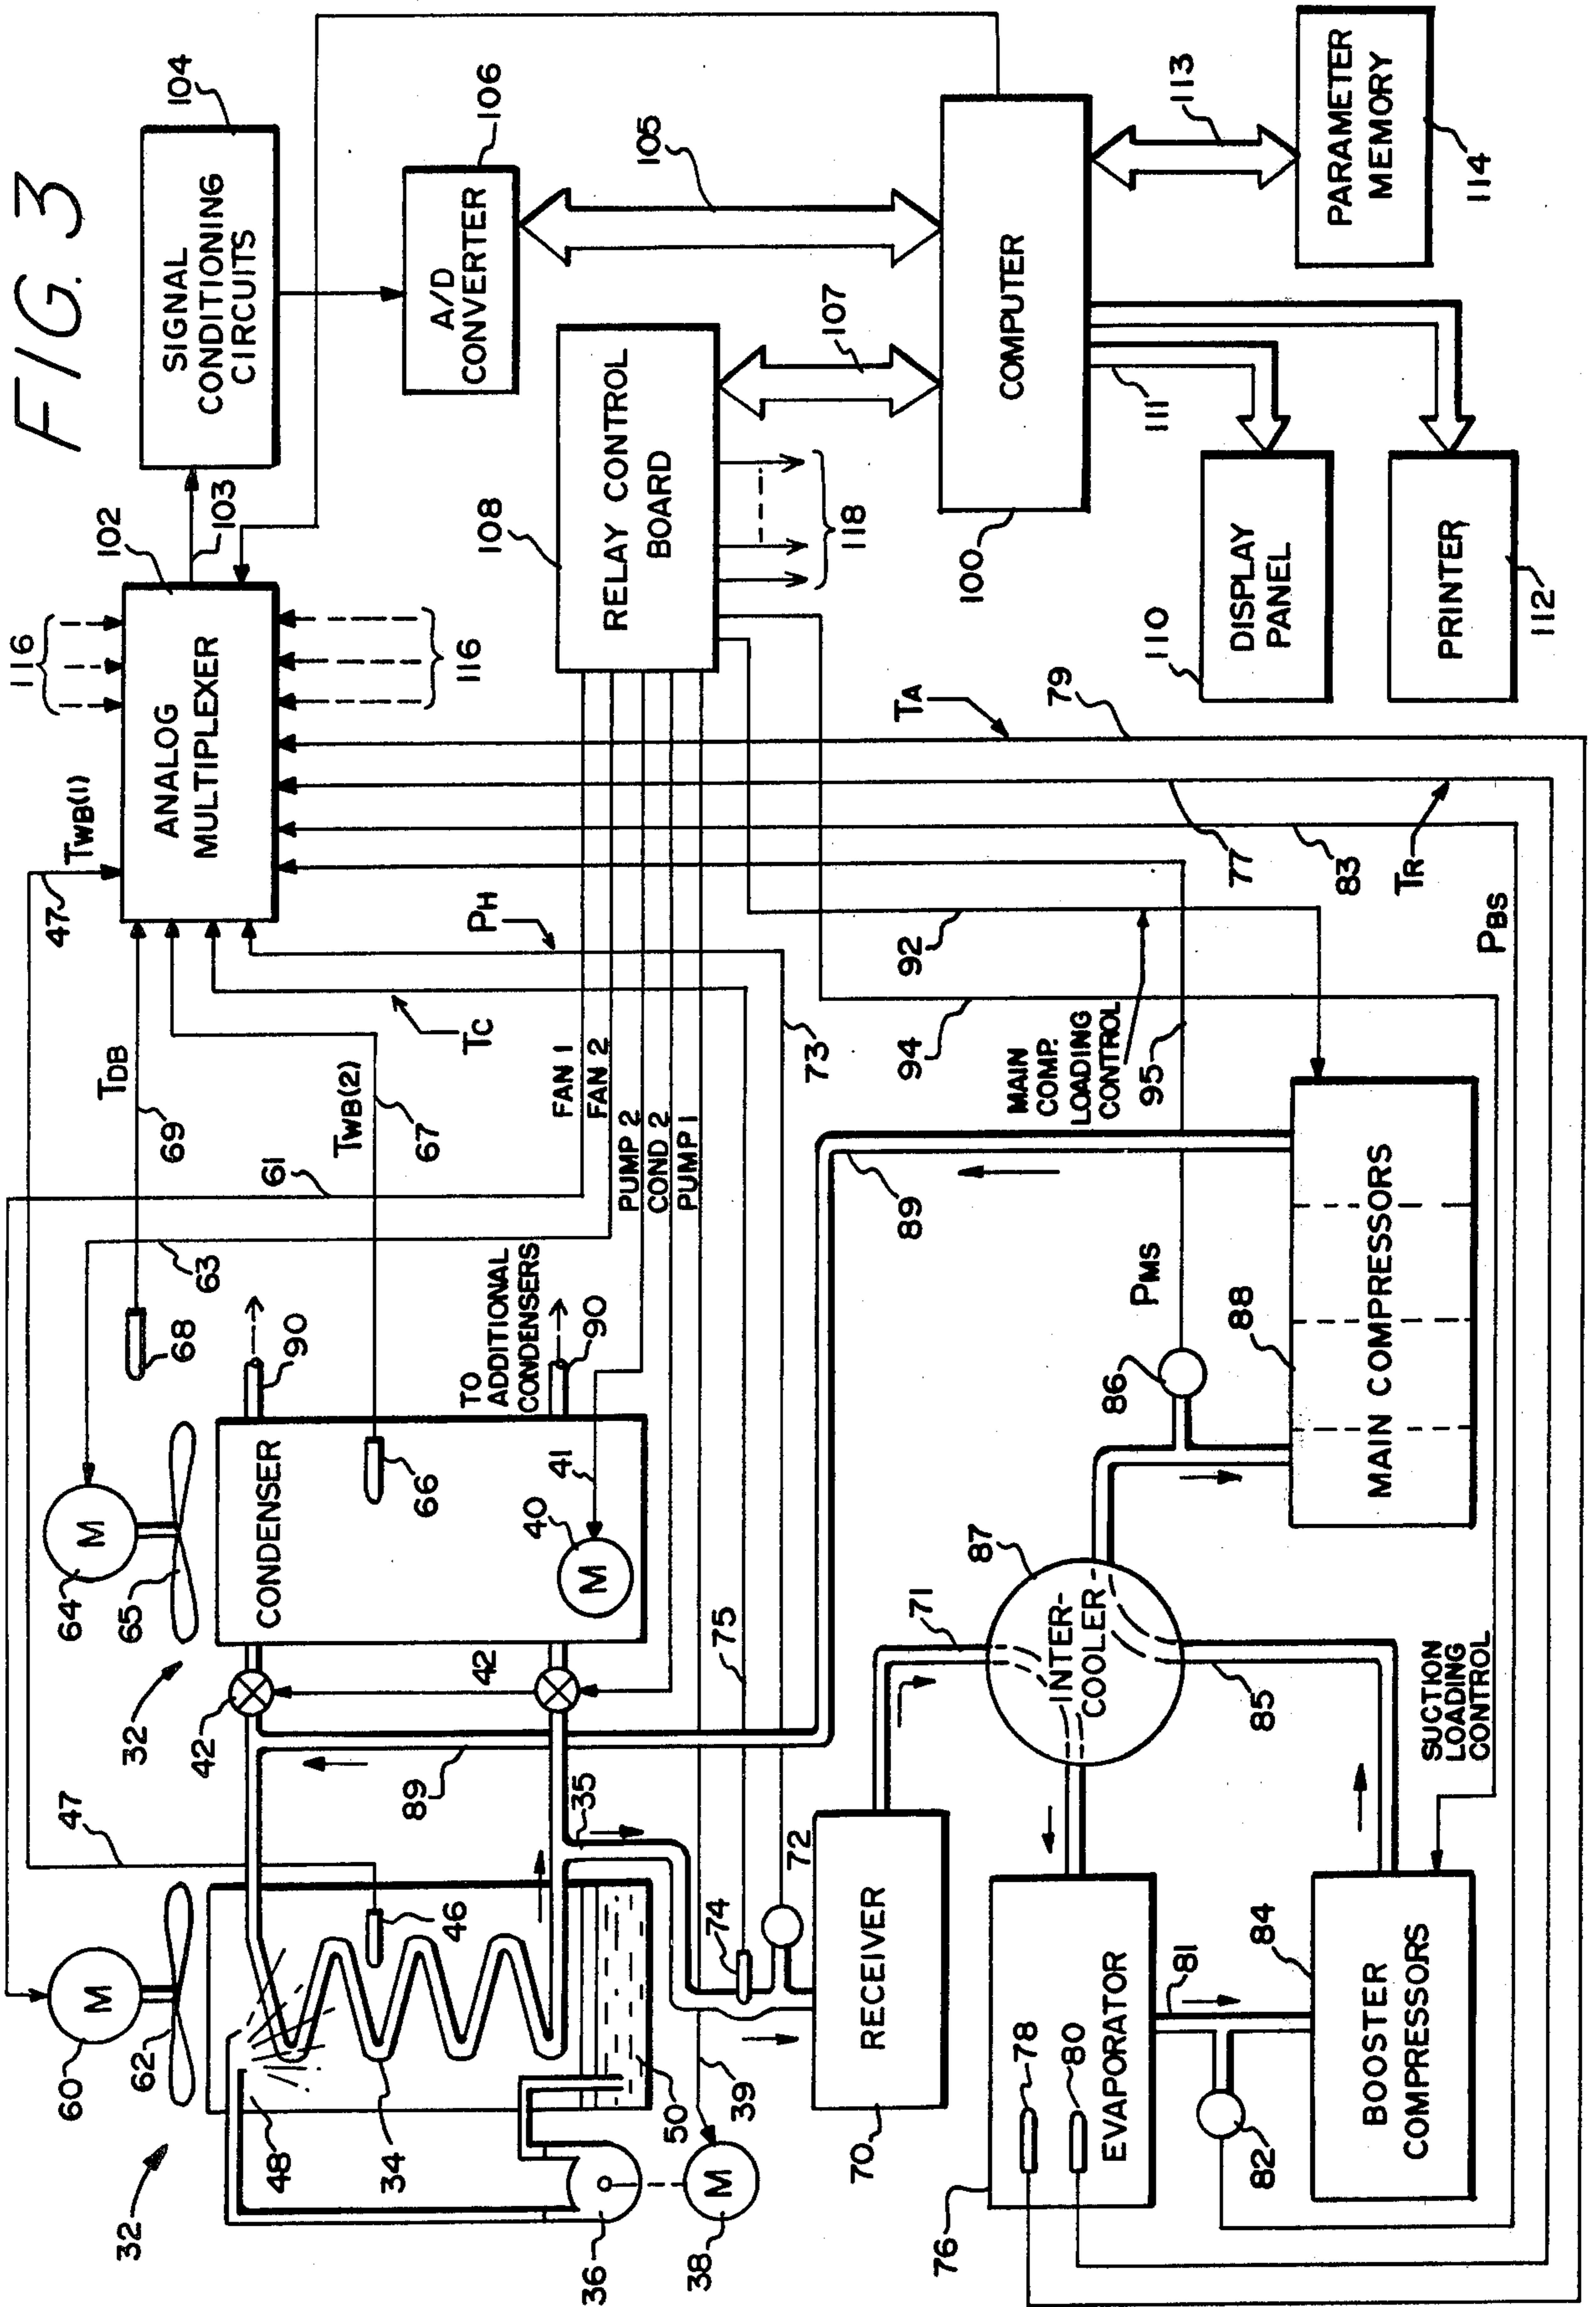 FIG. 3
116
102
103
104
SIGNAL
CONDITIONING
CIRCUITS
47
TWB(1)
ANALOG
MULTIPLEXER
116
106
A/D
CONVERTER
105
TDB
69
TWB(2)
67
61
63
68
TC
PH
73
FAN 1
FAN 2
PUMP 2
COND 2
PUMP 1
108
RELAY CONTROL
BOARD
118
107
COMPUTER
100
111
113
PARAMETER
MEMORY
114
110
DISPLAY
PANEL
PRINTER
112
TA
79
77
TR
83
PBS
92
94
MAIN
COMP.
LOADING
CONTROL
95
90
TO
ADDITIONAL
CONDENSERS
90
M
64
65
32
CONDENSER
66
41
40
M
42
42
47
89
35
75
M
60
62
32
48
34
46
50
36
38
M
39
74
72
RECEIVER
70
71
87
INTER-
COOLER
85
89
PMS
86
88
MAIN COMPRESSORS
76
78
80
EVAPORATOR
81
82
84
BOOSTER
COMPRESSORS
SUCTION
LOADING
CONTROL